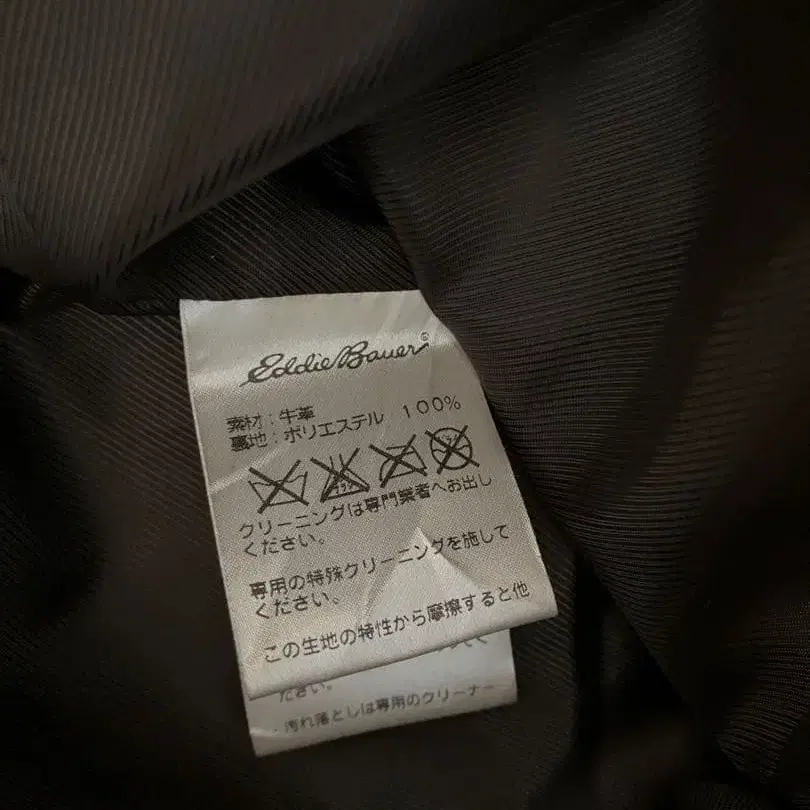 Eddie Bauer®
素材：牛革
裏地：ポリエステル 100%
クリーニングは専門業者へお出し
ください。
専用の特殊クリーニングを施して
ください。
この生地の特性から摩擦すると他
ださい。
汚れ落としは専用のクリーナー